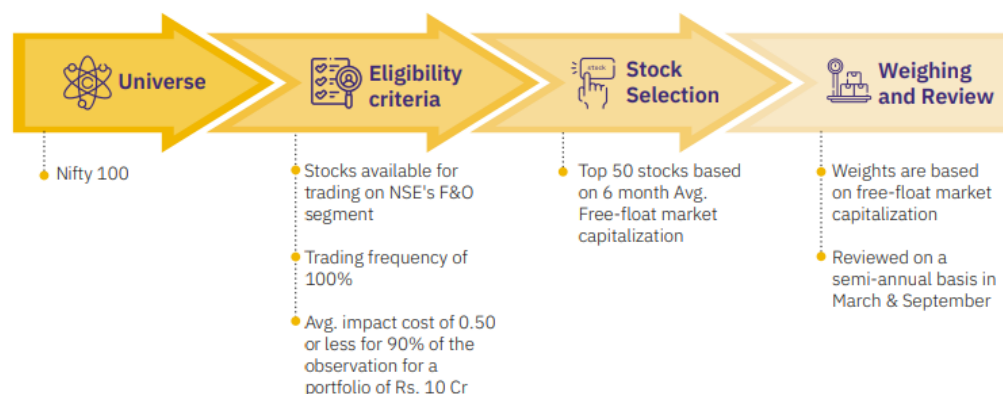 Universe
Nifty 100
Eligibility
criteria
Stocks available for
trading on NSE's F&O
segment
Trading frequency of
100%
Avg. impact cost of 0.50
or less for 90% of the
observation for a
portfolio of Rs. 10 Cr
stock
Stock
Selection
Top 50 stocks based
on 6 month Avg.
Free-float market
capitalization
Weighing
and Review
Weights are based
on free-float market
capitalization
Reviewed on a
semi-annual basis in
March & September